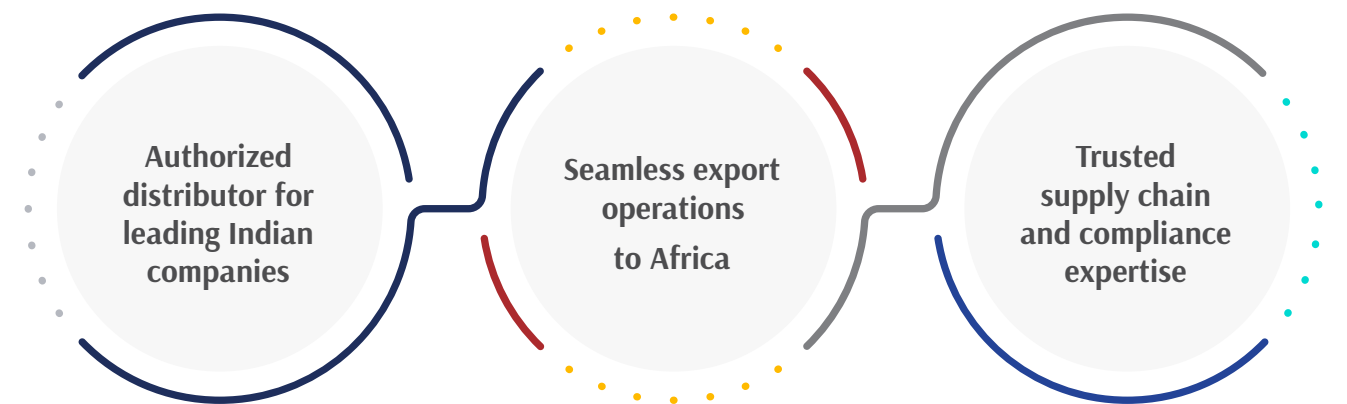 Authorized
distributor for
leading Indian
companies
Seamless export
operations
to Africa
Trusted
supply chain
and compliance
expertise